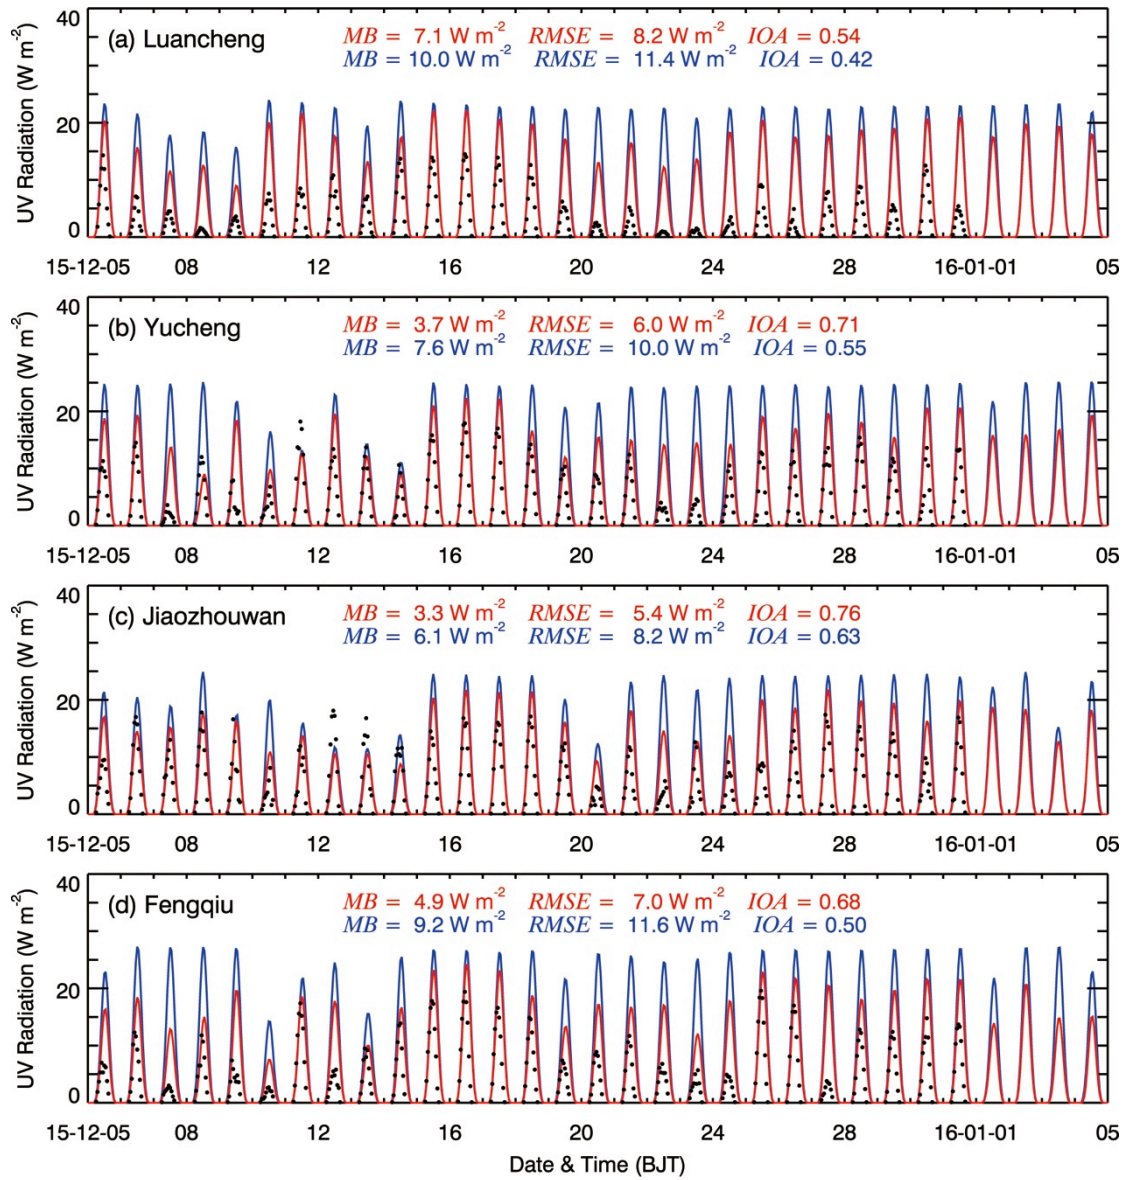 (a) Luancheng
MB = 7.1 W m-2 RMSE = 8.2 W m-2 IOA = 0.54
MB = 10.0 W m-2 RMSE = 11.4 W m-2 IOA = 0.42
UV Radiation (W m-2)
40
20
0
15-12-05 08 12 16 20 24 28 16-01-01 05
(b) Yucheng
MB = 3.7 W m-2 RMSE = 6.0 W m-2 IOA = 0.71
MB = 7.6 W m-2 RMSE = 10.0 W m-2 IOA = 0.55
UV Radiation (W m-2)
40
20
0
15-12-05 08 12 16 20 24 28 16-01-01 05
(c) Jiaozhouwan
MB = 3.3 W m-2 RMSE = 5.4 W m-2 IOA = 0.76
MB = 6.1 W m-2 RMSE = 8.2 W m-2 IOA = 0.63
UV Radiation (W m-2)
40
20
0
15-12-05 08 12 16 20 24 28 16-01-01 05
(d) Fengqiu
MB = 4.9 W m-2 RMSE = 7.0 W m-2 IOA = 0.68
MB = 9.2 W m-2 RMSE = 11.6 W m-2 IOA = 0.50
UV Radiation (W m-2)
40
20
0
15-12-05 08 12 16 20 24 28 16-01-01 05
Date & Time (BJT)